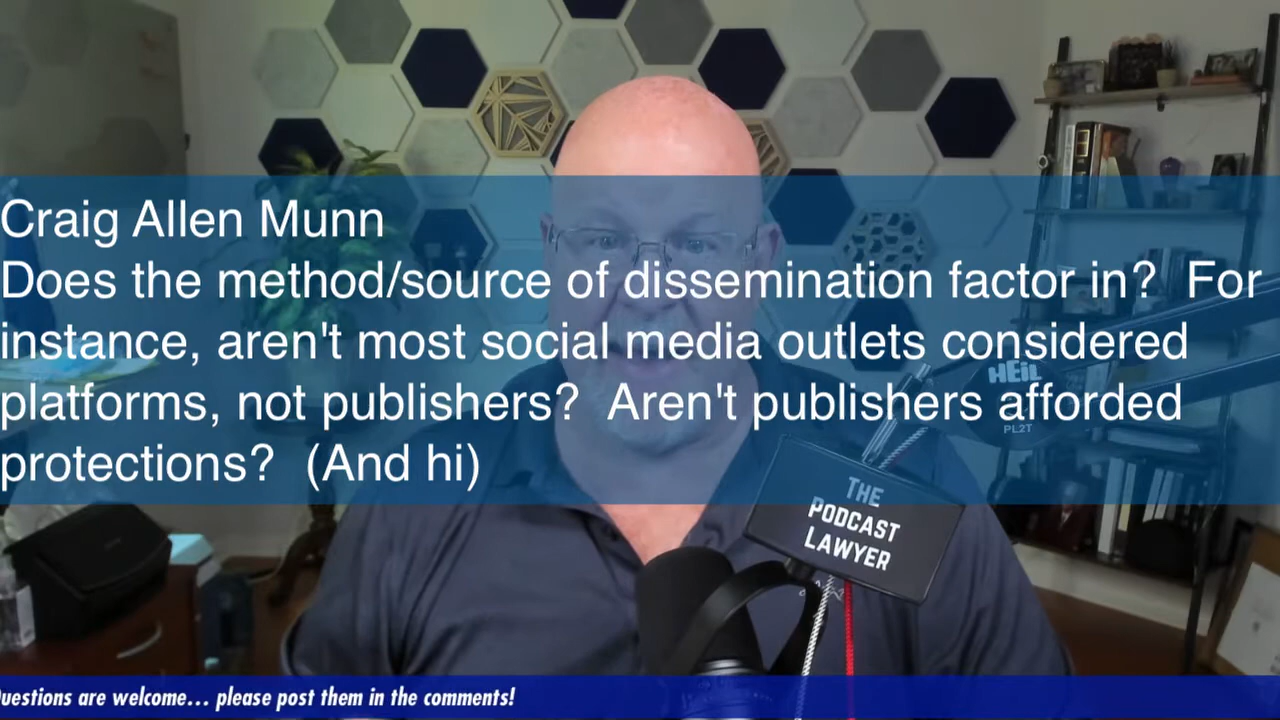 Craig Allen Munn
Does the method/source of dissemination factor in?  For
instance, aren't most social media outlets considered
platforms, not publishers?  Aren't publishers afforded
protections?  (And hi)
HEiL
PL2T
THE
PODCAST
LAWYER
uestions are welcome... please post them in the comments!